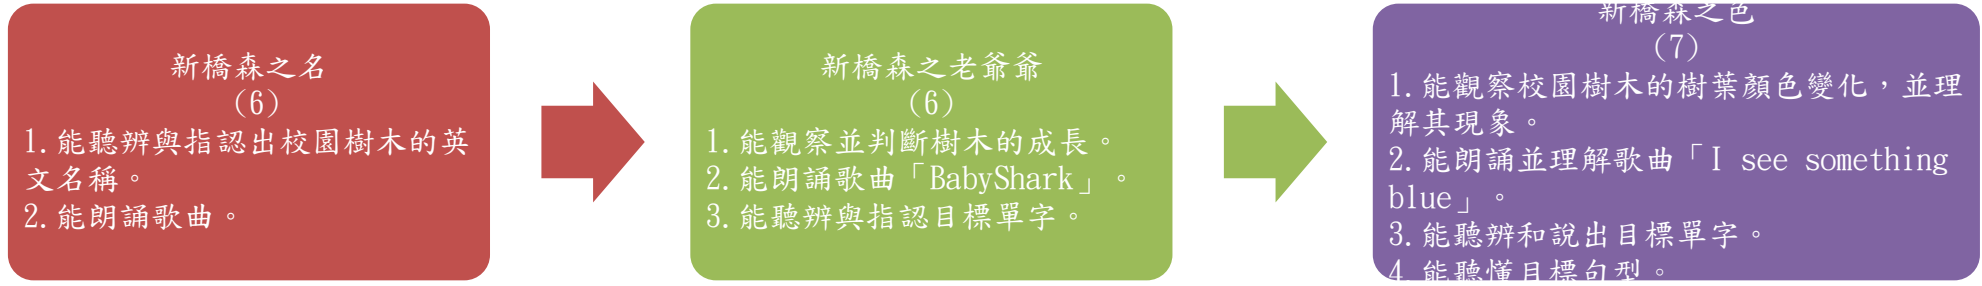 新橋森之名
(6)
1.能聽辨與指認出校園樹木的英
文名稱。
2.能朗誦歌曲。
新橋森之老爺爺
(6)
1.能觀察並判斷樹木的成長。
2.能朗誦歌曲「BabyShark」。
3.能聽辨與指認目標單字。
新橋森之色
(7)
1.能觀察校園樹木的樹葉顏色變化，並理
解其現象。
2.能朗誦並理解歌曲「I see something
blue」。
3.能聽辨和說出目標單字。
4.能聽懂目標句型。